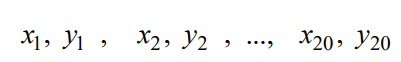 x₁, y₁ , x₂, y₂ , ..., x₂₀, y₂₀